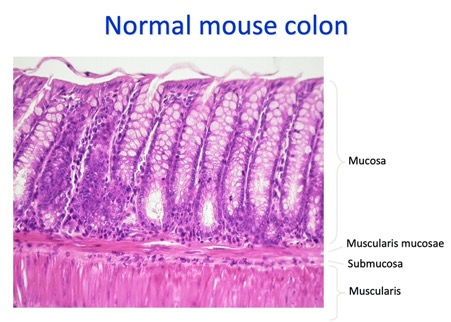 Normal mouse colon
Mucosa
Muscularis mucosae
Submucosa
Muscularis